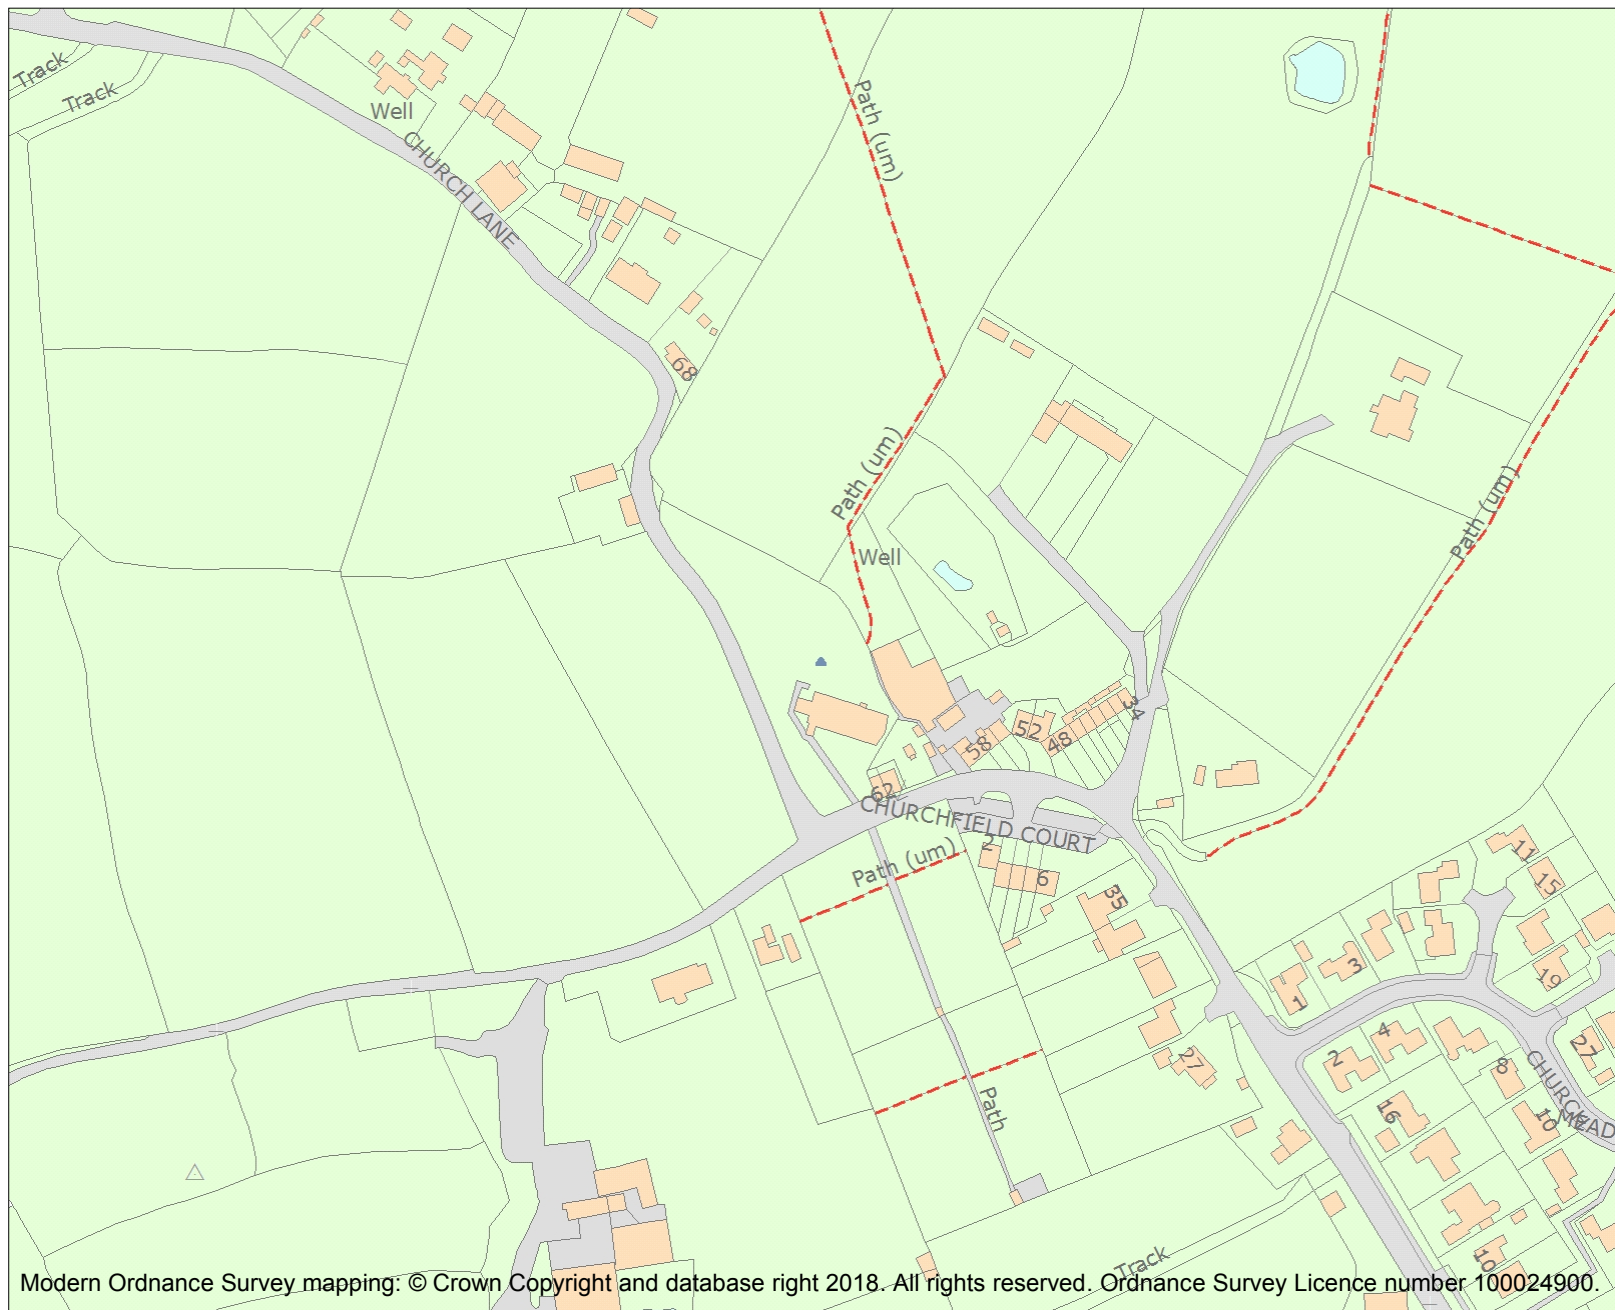 Track
Track
Well
CHURCH LANE
Path (um)
68
Path (um)
Path (um)
Well
34
52
48
58
62
CHURCHFIELD COURT
2
Path (um)
6
35
11
15
3
19
1
4
2
27
27
8
CHURCH
MEAD
16
10
Path
10
Track
Modern Ordnance Survey mapping: © Crown Copyright and database right 2018. All rights reserved. Ordnance Survey Licence number 100024900.